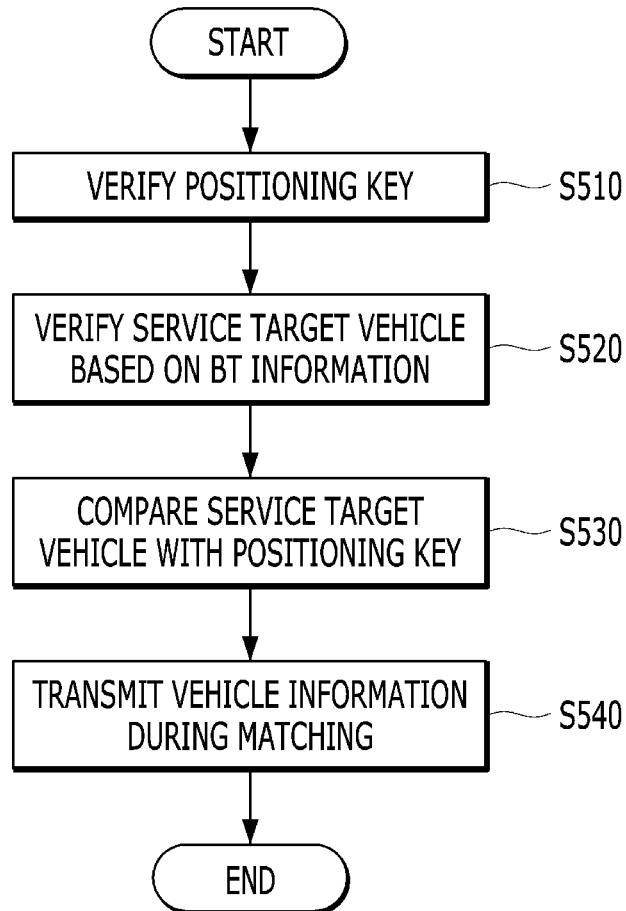 START
VERIFY POSITIONING KEY
S510
VERIFY SERVICE TARGET VEHICLE
BASED ON BT INFORMATION
S520
COMPARE SERVICE TARGET
VEHICLE WITH POSITIONING KEY
S530
TRANSMIT VEHICLE INFORMATION
DURING MATCHING
S540
END